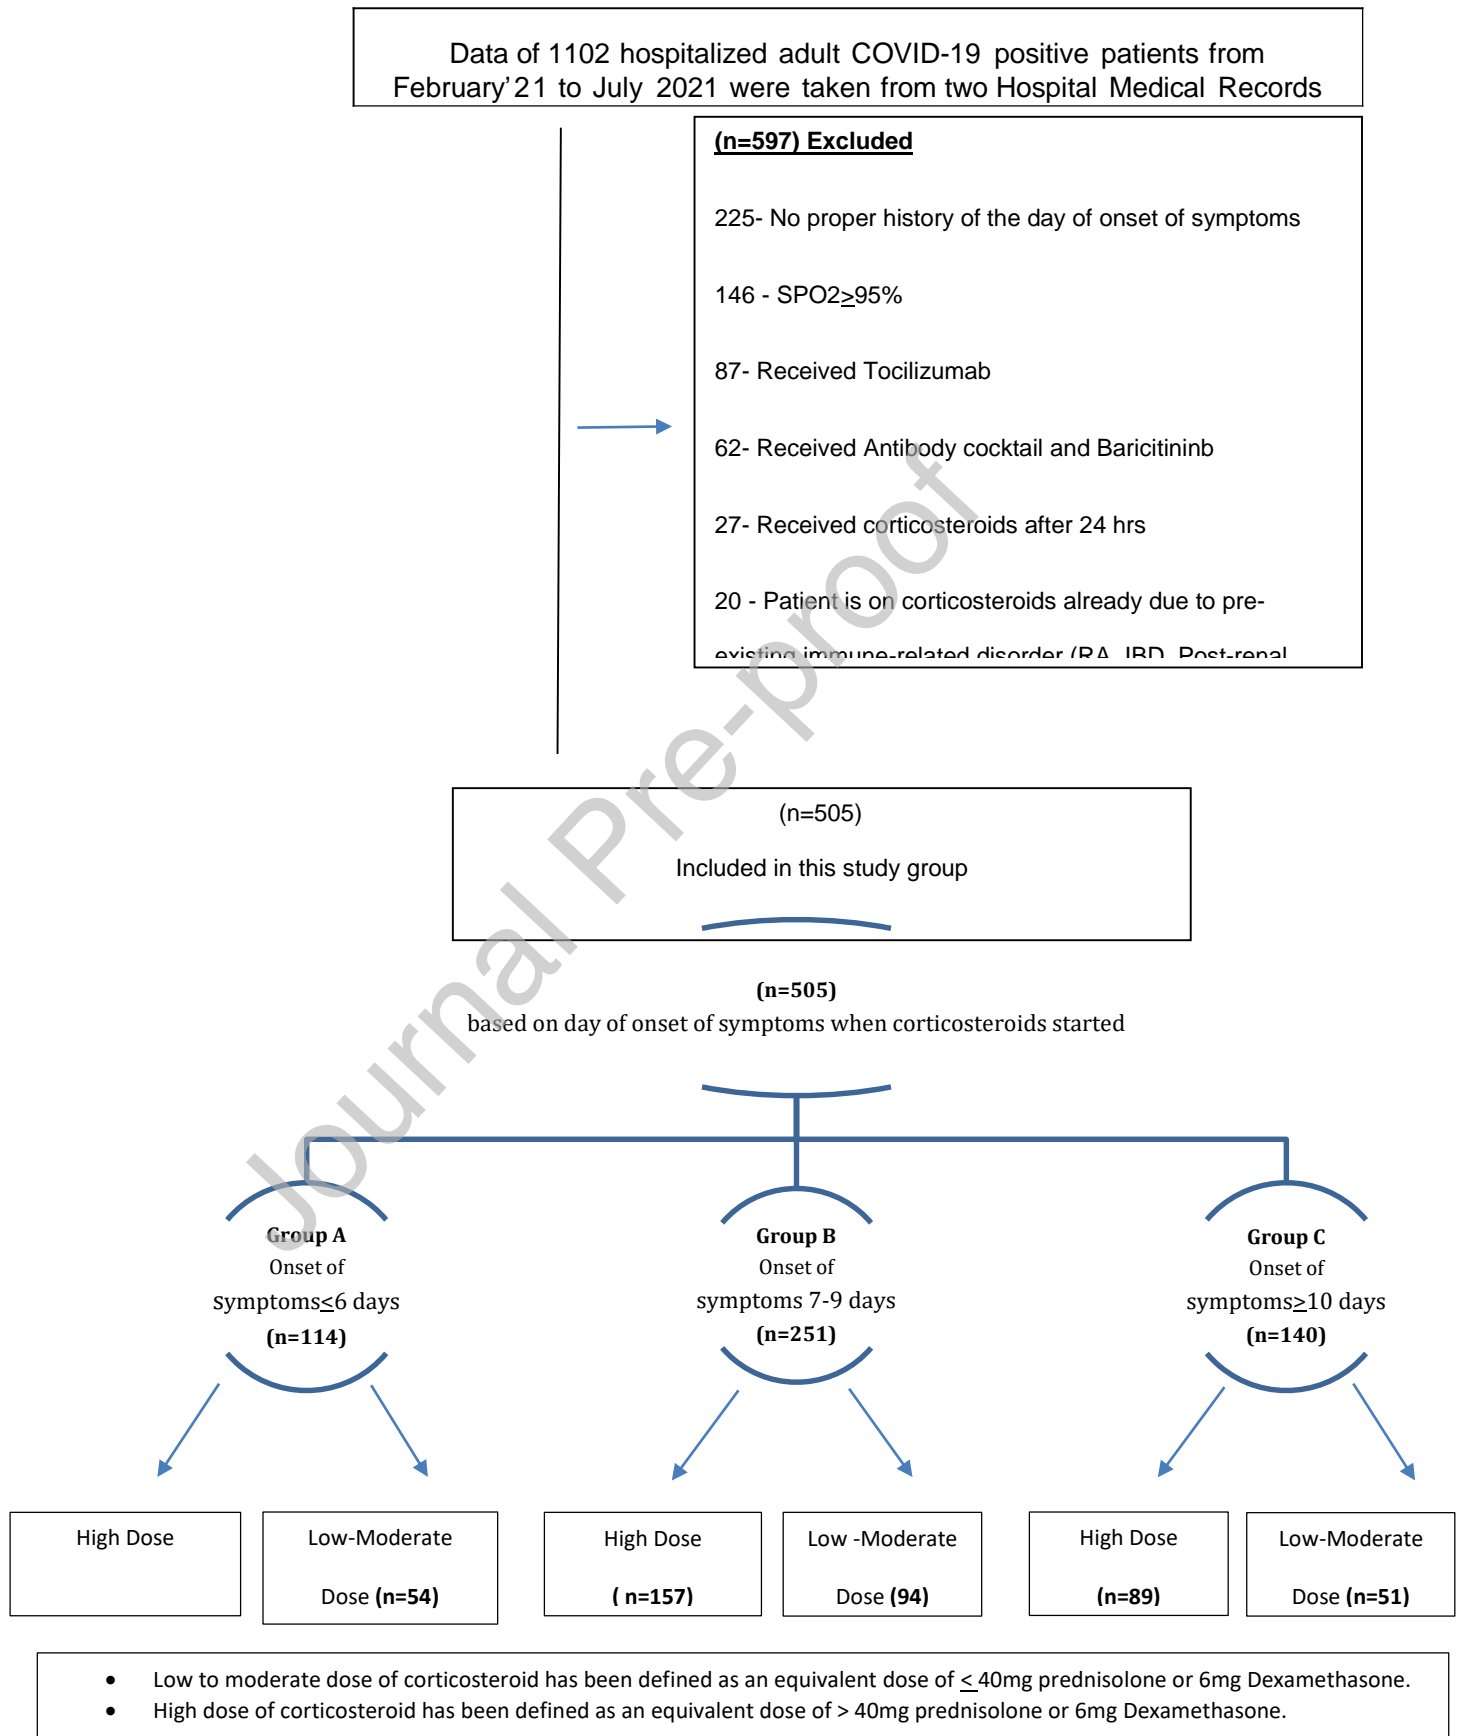 Data of 1102 hospitalized adult COVID-19 positive patients from
February'21 to July 2021 were taken from two Hospital Medical Records
(n=597) Excluded
225- No proper history of the day of onset of symptoms
146 - SPO2≥95%
87- Received Tocilizumab
62- Received Antibody cocktail and Baricitininb
27- Received corticosteroids after 24 hrs
20 - Patient is on corticosteroids already due to pre-
existing immune-related disorder (RA, IBD, Post-renal
(n=505)
Included in this study group
(n=505)
based on day of onset of symptoms when corticosteroids started
Journal Pre-proof
Group A
Onset of
symptoms≤6 days
(n=114)
Group B
Onset of
symptoms 7-9 days
(n=251)
Group C
Onset of
symptoms≥10 days
(n=140)
High Dose
Low-Moderate
Dose (n=54)
High Dose
( n=157)
Low -Moderate
Dose (94)
High Dose
(n=89)
Low-Moderate
Dose (n=51)
• Low to moderate dose of corticosteroid has been defined as an equivalent dose of ≤ 40mg prednisolone or 6mg Dexamethasone.
• High dose of corticosteroid has been defined as an equivalent dose of > 40mg prednisolone or 6mg Dexamethasone.